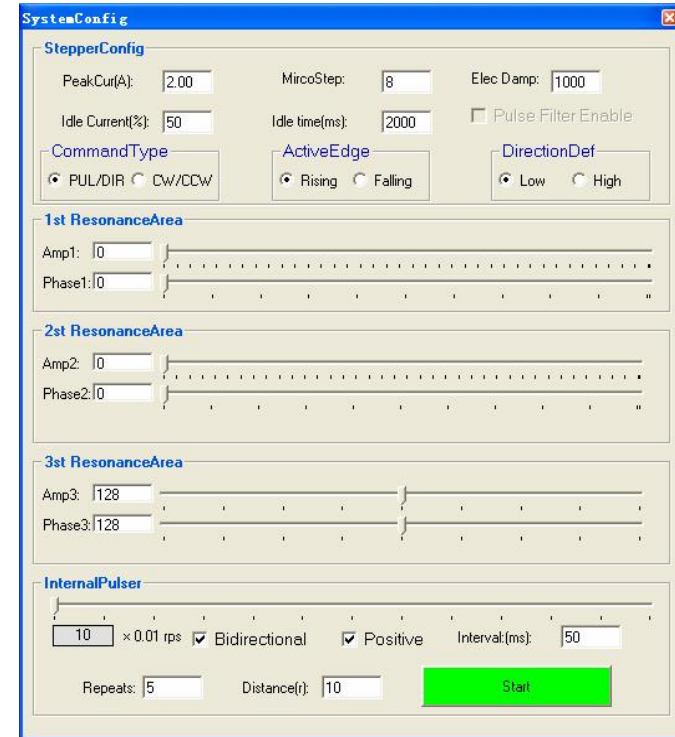 SystemConfig
StepperConfig
PeakCur(A): 2.00 MircoStep: 8 Elec Damp: 1000
Idle Current(%): 50 Idle time(ms): 2000 Pulse Filter Enable
CommandType ActiveEdge DirectionDef
PUL/DIR CW/CCW Rising Falling Low High
1st ResonanceArea
Amp1: 0
Phase1: 0
2st ResonanceArea
Amp2: 0
Phase2: 0
3st ResonanceArea
Amp3: 128
Phase3: 128
InternalPulser
10 × 0.01 rps Bidirectional Positive Interval:(ms): 50
Repeats: 5 Distance(r): 10 Start